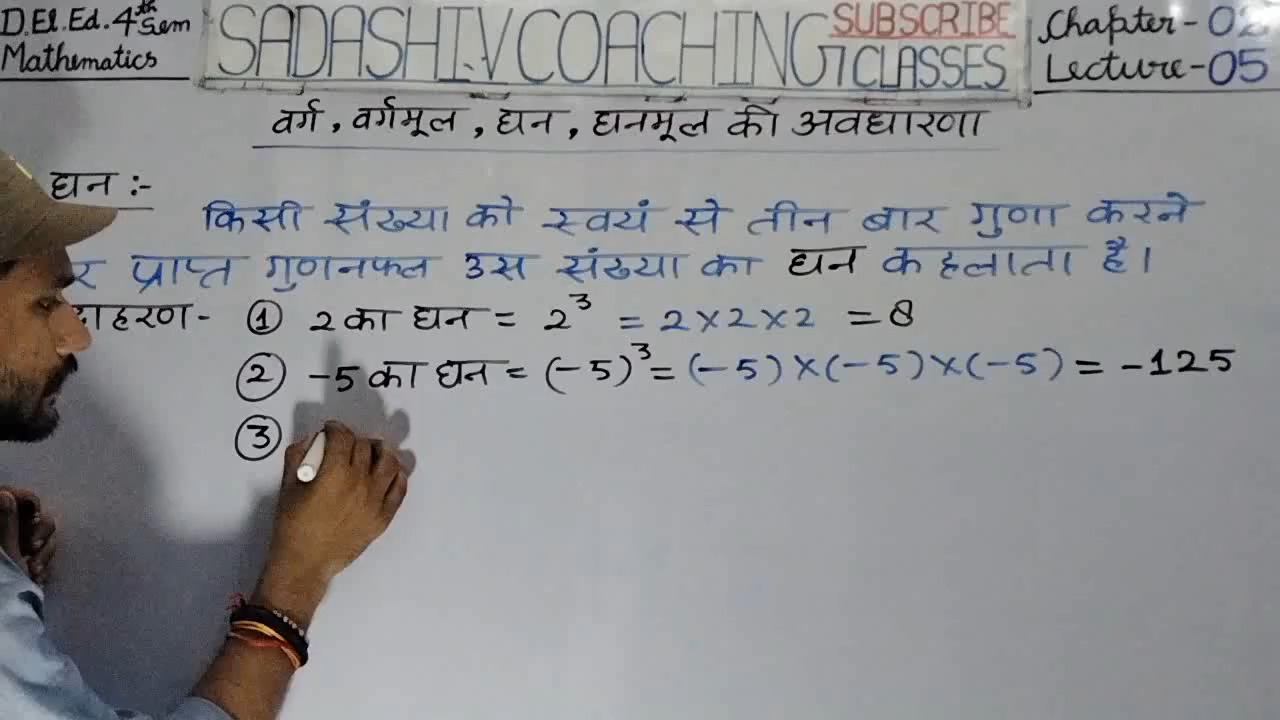 D.El.Ed. 4th Sem
Mathematics
SADASHIV COACHING CLASSES
SUBSCRIBE
Chapter - 02
Lecture - 05
वर्ग, वर्गमूल, घन, घनमूल की अवधारणा
घन :-
किसी संख्या को स्वयं से तीन बार गुणा करने
र प्राप्त गुणनफल उस संख्या का घन कहलाता है।
दाहरण - ① 2 का घन = 2³ = 2×2×2 = 8
② -5 का घन = (-5)³ = (-5)×(-5)×(-5) = -125
③